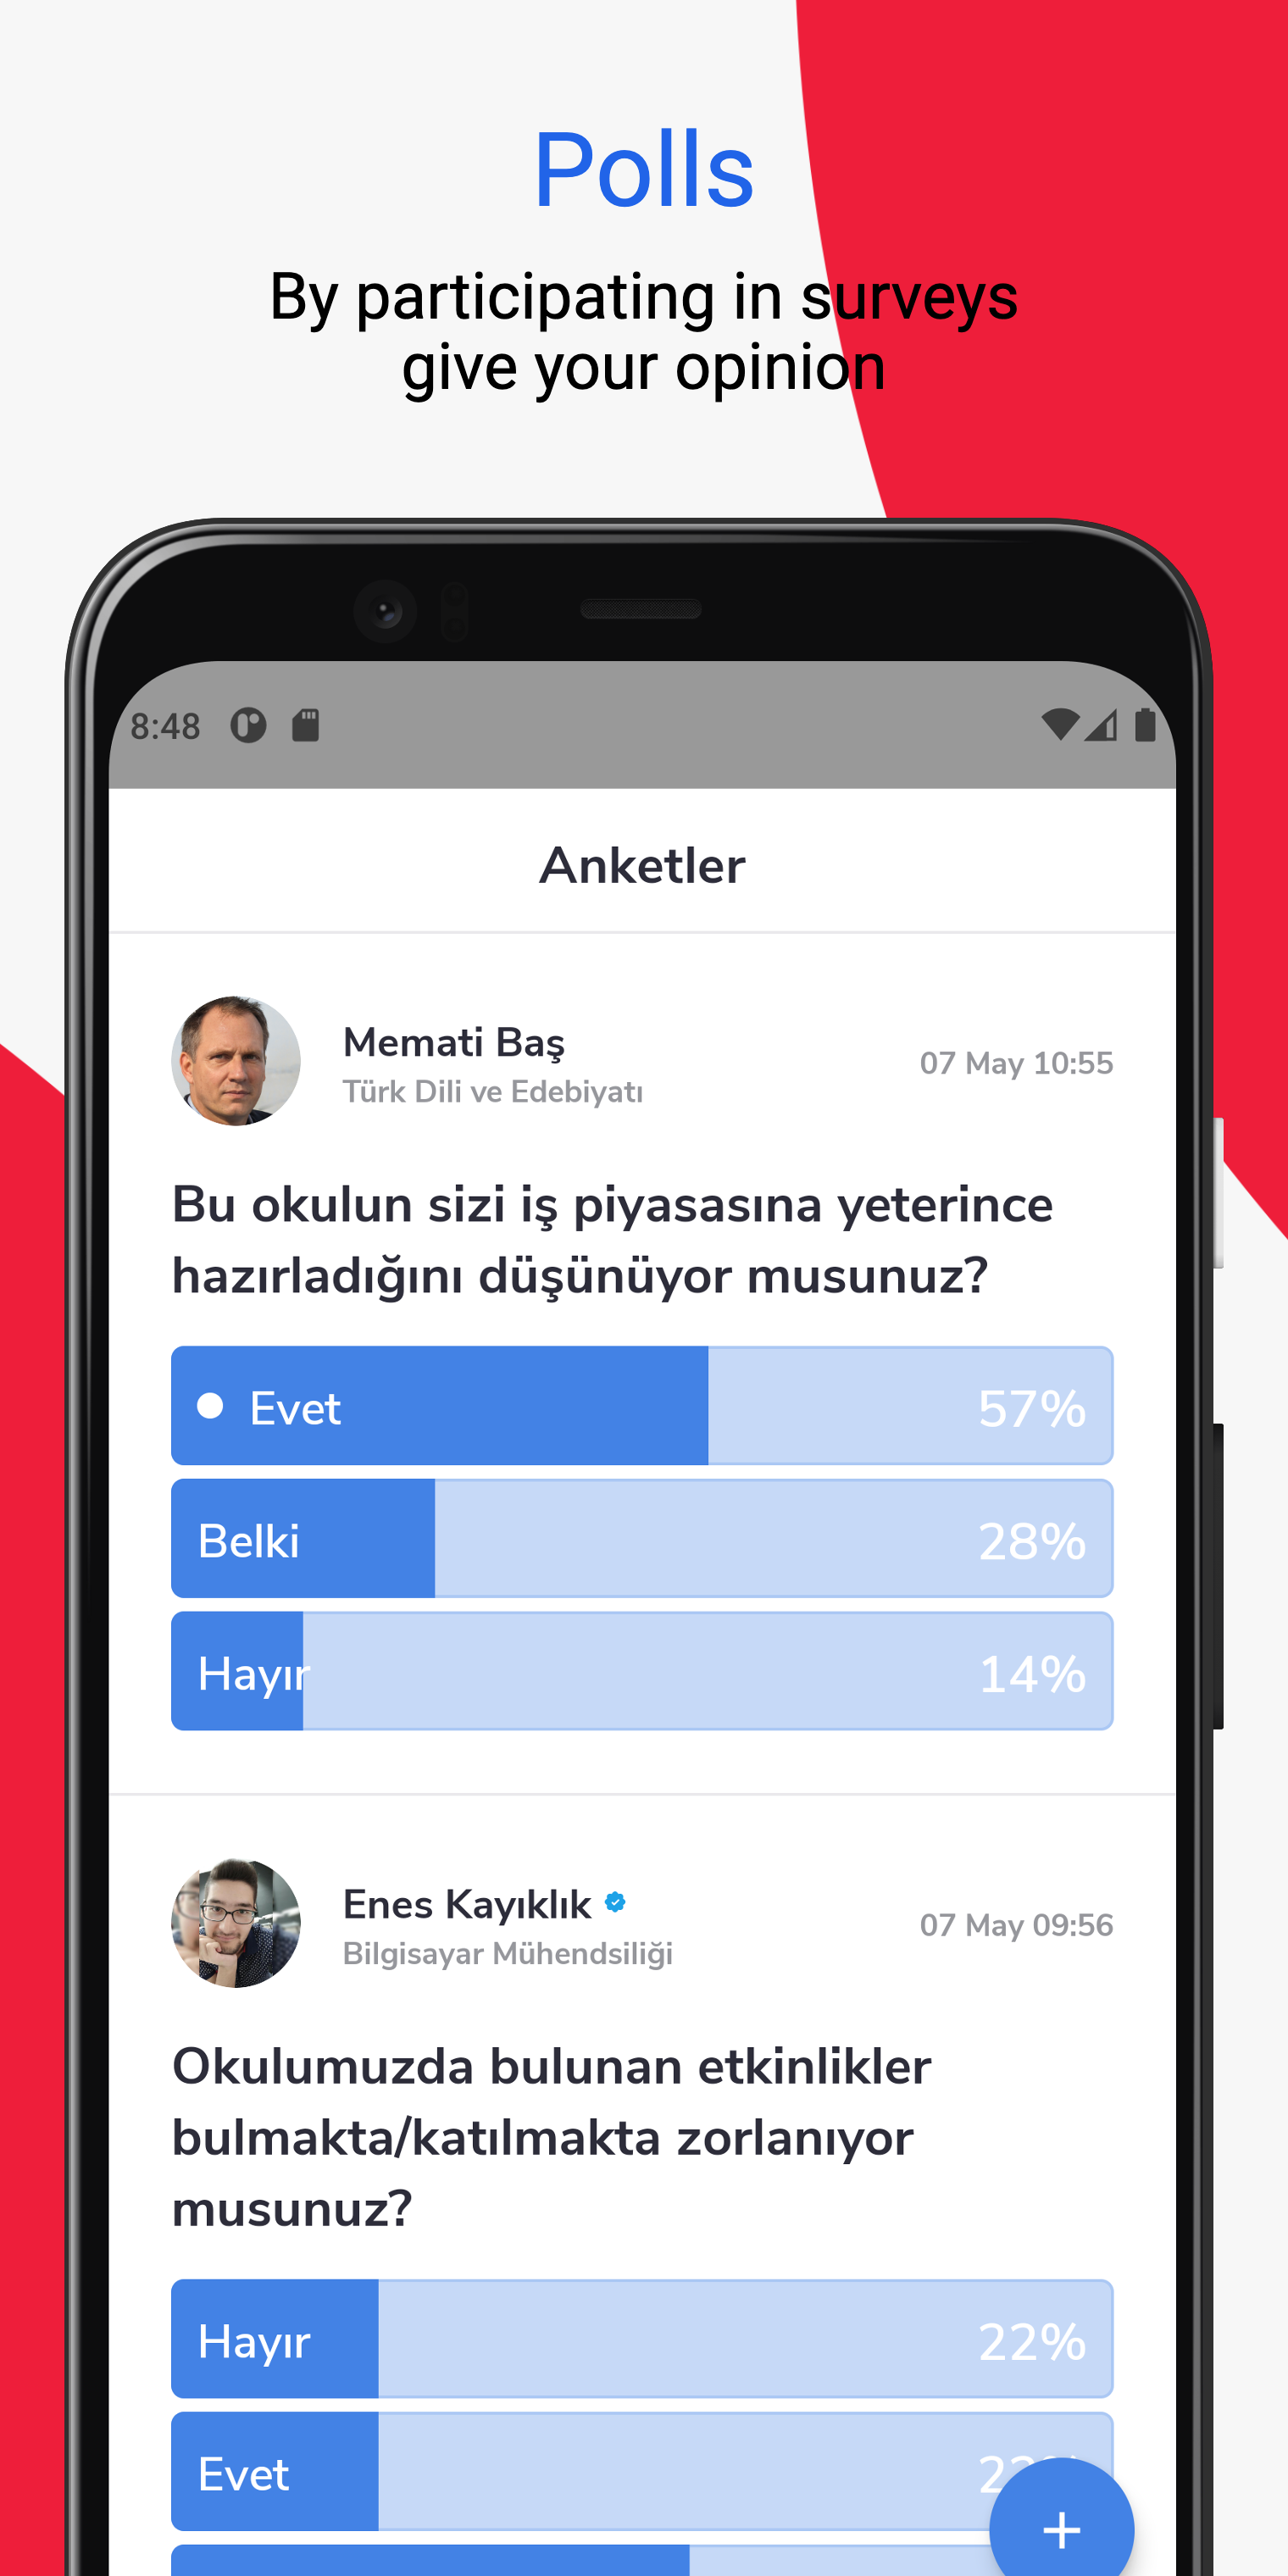 Polls
By participating in surveys
give your opinion
8:48
Anketler
Memati Baş
Türk Dili ve Edebiyatı
07 May 10:55
Bu okulun sizi iş piyasasına yeterince
hazırladığını düşünüyor musunuz?
Evet 57%
Belki 28%
Hayır 14%
Enes Kayıklık
Bilgisayar Mühendsiliği
07 May 09:56
Okulumuzda bulunan etkinlikler
bulmakta/katılmakta zorlanıyor
musunuz?
Hayır 22%
Evet
+